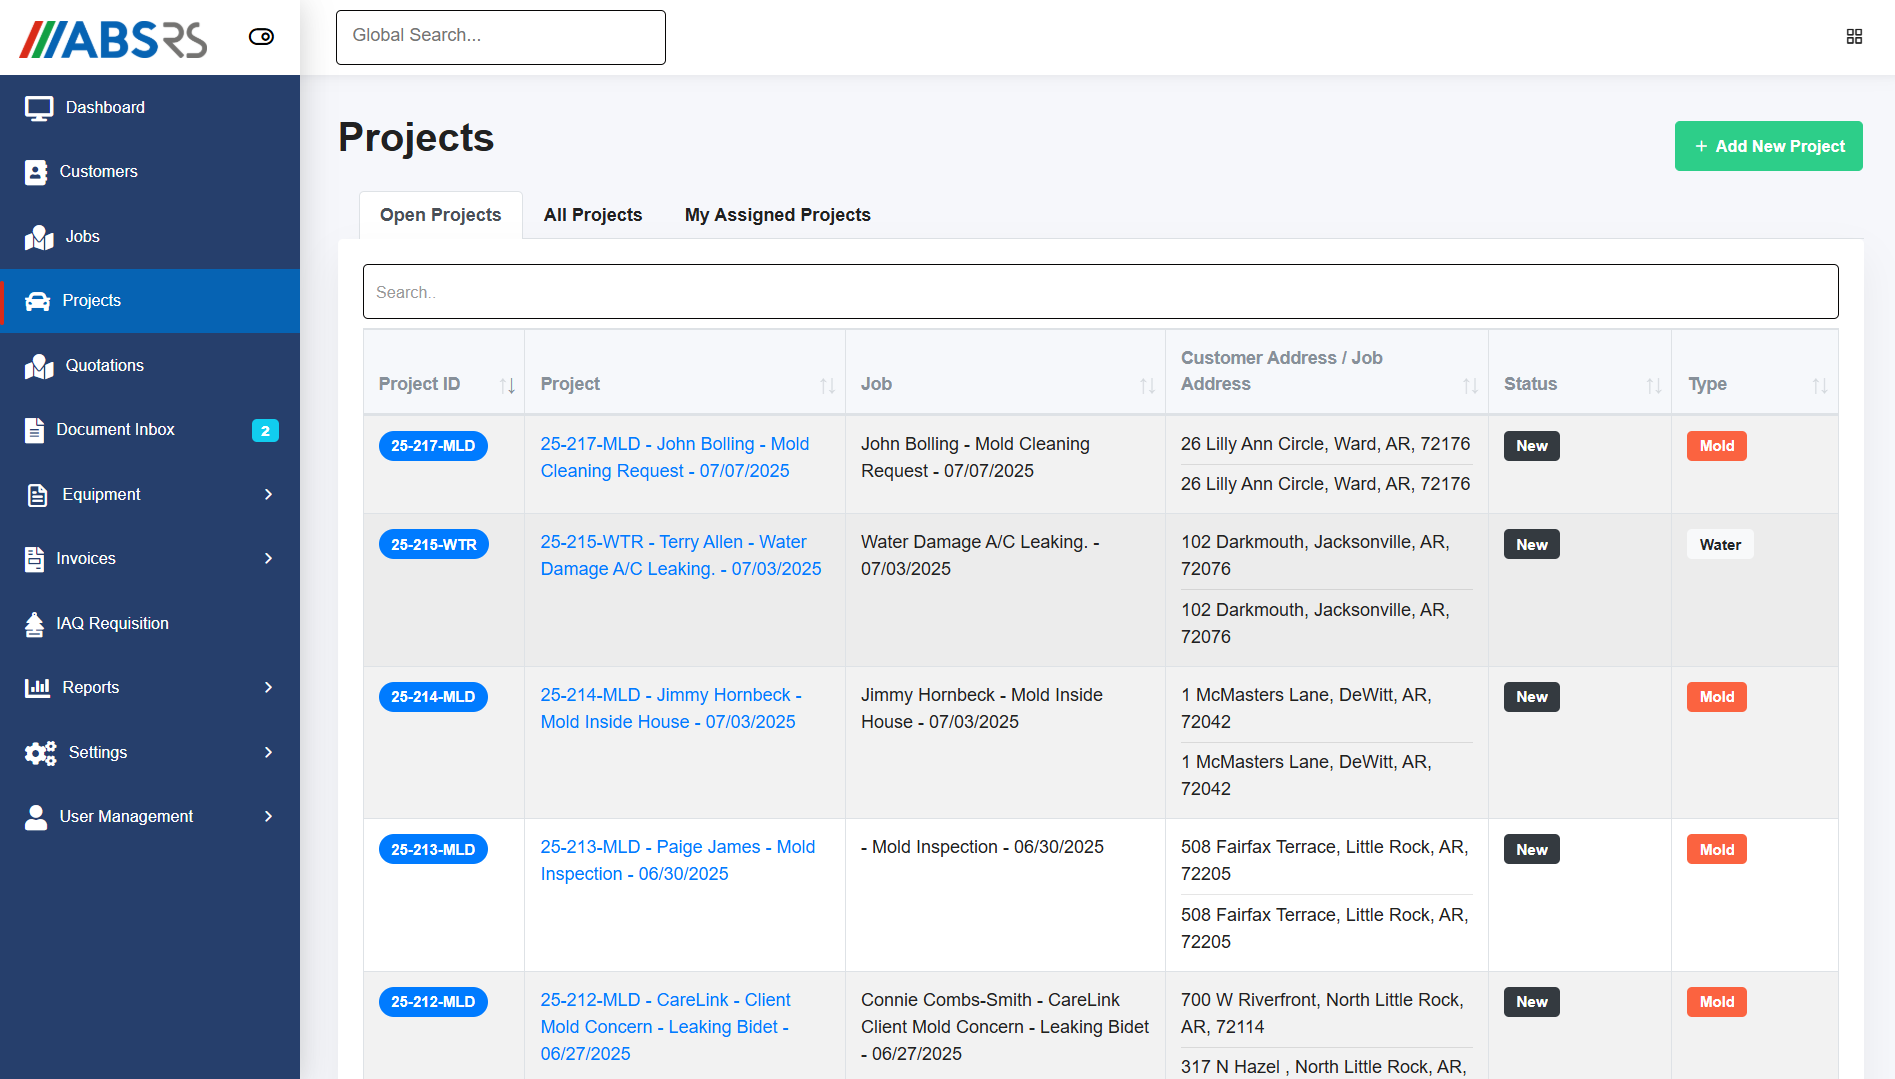 ABSRS
Global Search...
Dashboard
Customers
Jobs
Projects
Quotations
Document Inbox 2
Equipment
Invoices
IAQ Requisition
Reports
Settings
User Management
Projects
+ Add New Project
Open Projects All Projects My Assigned Projects
Search..
Project ID Project Job Customer Address / Job
Address Status Type
25-217-MLD 25-217-MLD - John Bolling - Mold
Cleaning Request - 07/07/2025
John Bolling - Mold Cleaning
Request - 07/07/2025
26 Lilly Ann Circle, Ward, AR, 72176
26 Lilly Ann Circle, Ward, AR, 72176
New Mold
25-215-WTR 25-215-WTR - Terry Allen - Water
Damage A/C Leaking. - 07/03/2025
Water Damage A/C Leaking. -
07/03/2025
102 Darkmouth, Jacksonville, AR,
72076
102 Darkmouth, Jacksonville, AR,
72076
New Water
25-214-MLD 25-214-MLD - Jimmy Hornbeck -
Mold Inside House - 07/03/2025
Jimmy Hornbeck - Mold Inside
House - 07/03/2025
1 McMasters Lane, DeWitt, AR,
72042
1 McMasters Lane, DeWitt, AR,
72042
New Mold
25-213-MLD 25-213-MLD - Paige James - Mold
Inspection - 06/30/2025
- Mold Inspection - 06/30/2025
508 Fairfax Terrace, Little Rock, AR,
72205
508 Fairfax Terrace, Little Rock, AR,
72205
New Mold
25-212-MLD 25-212-MLD - CareLink - Client
Mold Concern - Leaking Bidet -
06/27/2025
Connie Combs-Smith - CareLink
Client Mold Concern - Leaking Bidet
- 06/27/2025
700 W Riverfront, North Little Rock,
AR, 72114
317 N Hazel , North Little Rock, AR,
New Mold